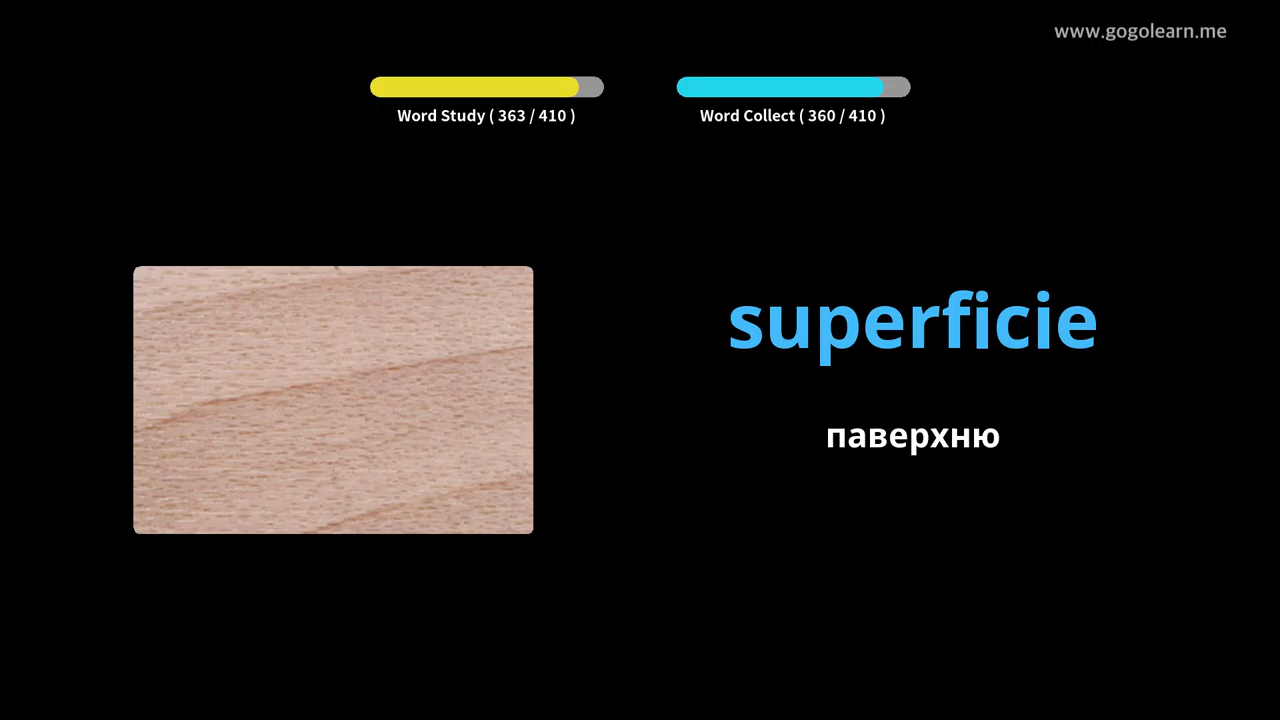 www.gogolearn.me
Word Study ( 363 / 410 )
Word Collect ( 360 / 410 )
superficie
паверхню